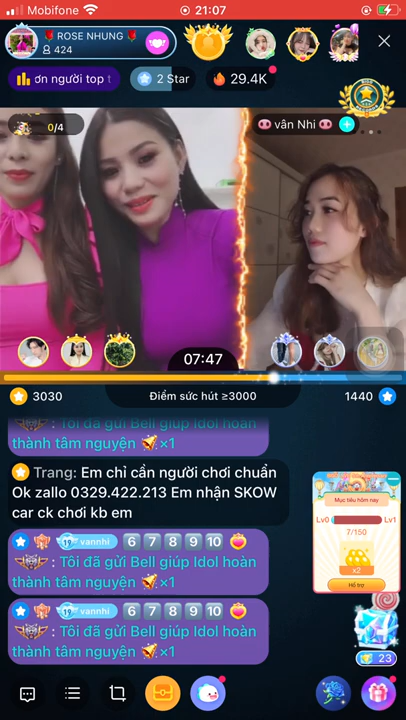 Mobifone 21:07
🌹 ROSE NHUNG 🌹
424
ơn người top t
2 Star
29.4K
0/4
🐽 vân Nhi 🐽
07:47
3030 Điểm sức hút ≥3000 1440
: Tôi đã gửi Bell giúp Idol hoàn
thành tâm nguyện ×1
Trang: Em chỉ cần người chơi chuẩn
Ok zallo 0329.422.213 Em nhận SKOW
car ck chơi kb em
Mục tiêu hôm nay
Lv0 Lv1
7/150
x2
Hỗ trợ
vannhi 6 7 8 9 10
: Tôi đã gửi Bell giúp Idol hoàn
thành tâm nguyện ×1
vannhi 6 7 8 9 10
: Tôi đã gửi Bell giúp Idol hoàn
thành tâm nguyện ×1
23